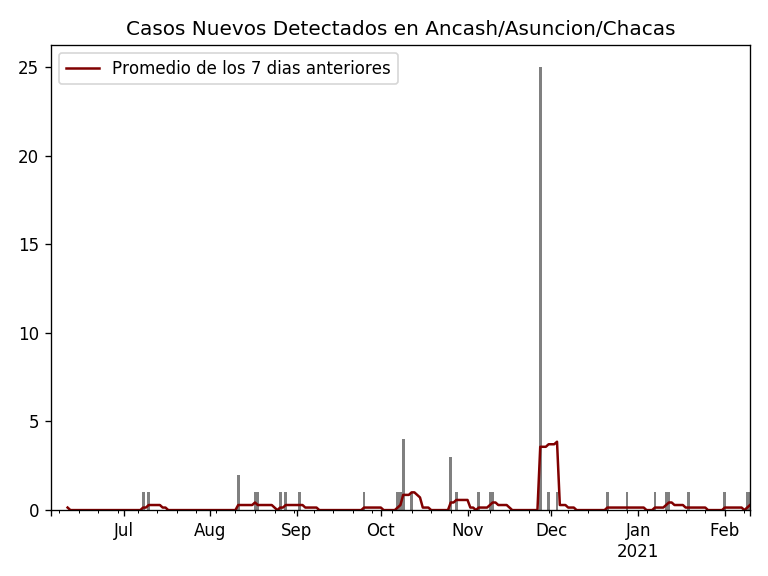 Casos Nuevos Detectados en Ancash/Asuncion/Chacas
Promedio de los 7 dias anteriores
25
20
15
10
5
0
Jul Aug Sep Oct Nov Dec Jan Feb
2021